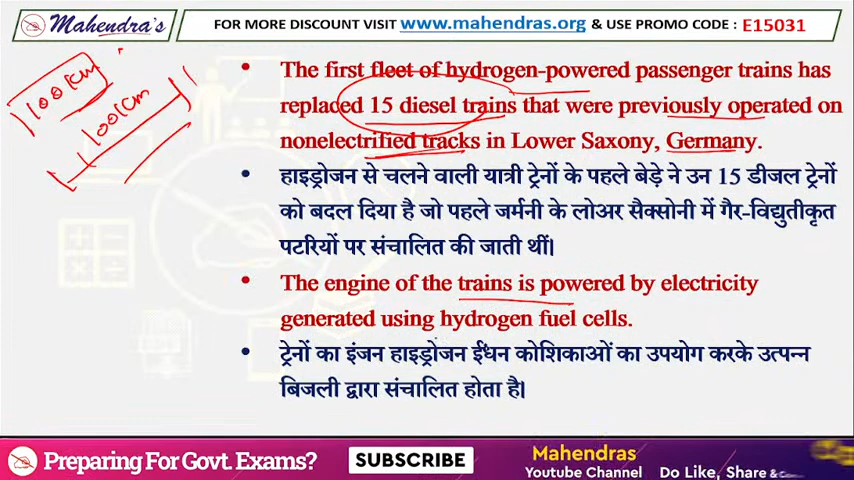 Mahendra's
FOR MORE DISCOUNT VISIT www.mahendras.org & USE PROMO CODE : E15031
100 km
100 km
• The first fleet of hydrogen-powered passenger trains has
replaced 15 diesel trains that were previously operated on
nonelectrified tracks in Lower Saxony, Germany.
• हाइड्रोजन से चलने वाली यात्री ट्रेनों के पहले बेड़े ने उन 15 डीजल ट्रेनों
को बदल दिया है जो पहले जर्मनी के लोअर सैक्सोनी में गैर-विद्युतीकृत
पटरियों पर संचालित की जाती थीं।
• The engine of the trains is powered by electricity
generated using hydrogen fuel cells.
• ट्रेनों का इंजन हाइड्रोजन ईंधन कोशिकाओं का उपयोग करके उत्पन्न
बिजली द्वारा संचालित होता है।
Preparing For Govt. Exams?
SUBSCRIBE
Mahendras
Youtube Channel
Do Like, Share &